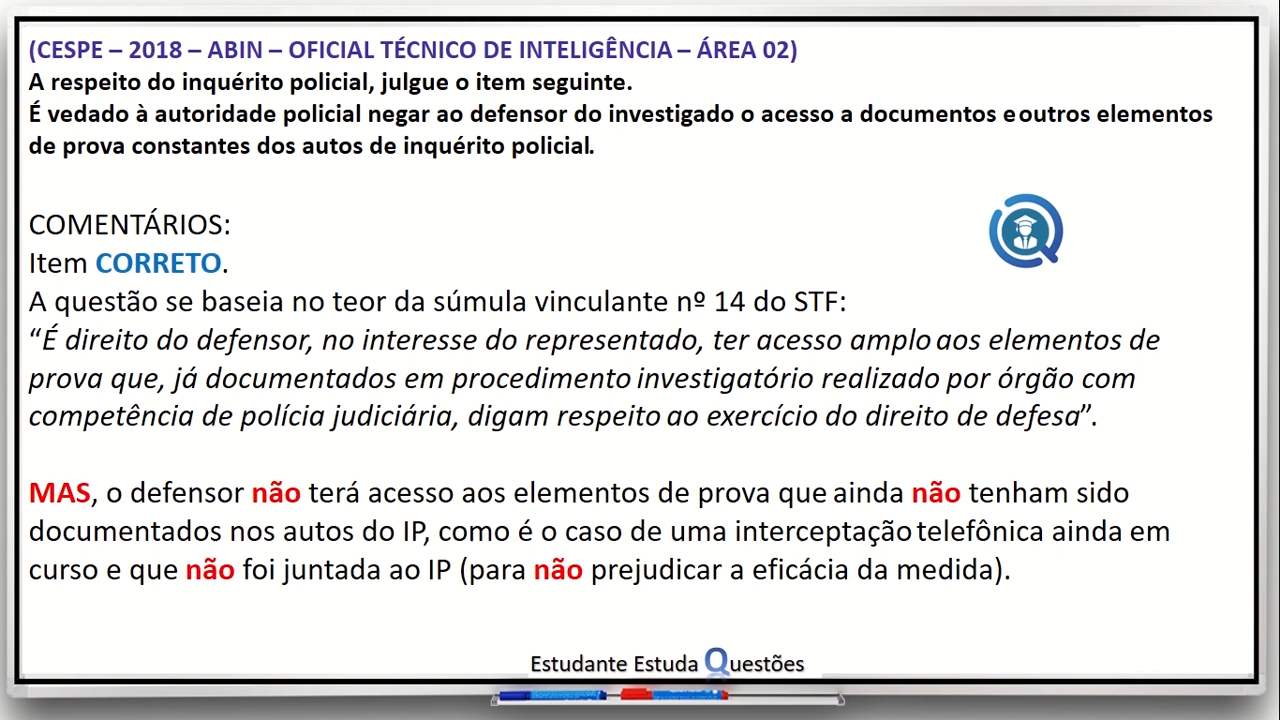 (CESPE – 2018 – ABIN – OFICIAL TÉCNICO DE INTELIGÊNCIA – ÁREA 02)
A respeito do inquérito policial, julgue o item seguinte.
É vedado à autoridade policial negar ao defensor do investigado o acesso a documentos e outros elementos
de prova constantes dos autos de inquérito policial.
COMENTÁRIOS:
Item CORRETO.
A questão se baseia no teor da súmula vinculante nº 14 do STF:
“É direito do defensor, no interesse do representado, ter acesso amplo aos elementos de
prova que, já documentados em procedimento investigatório realizado por órgão com
competência de polícia judiciária, digam respeito ao exercício do direito de defesa”.
MAS, o defensor não terá acesso aos elementos de prova que ainda não tenham sido
documentados nos autos do IP, como é o caso de uma interceptação telefônica ainda em
curso e que não foi juntada ao IP (para não prejudicar a eficácia da medida).
Estudante Estuda Questões